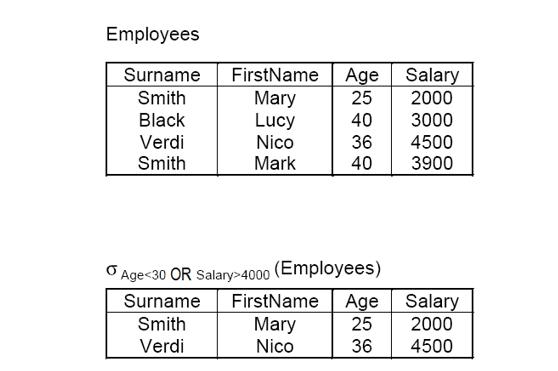 Employees
Surname FirstName Age Salary
Smith Mary 25 2000
Black Lucy 40 3000
Verdi Nico 36 4500
Smith Mark 40 3900
σ Age<30 OR Salary>4000 (Employees)
Surname FirstName Age Salary
Smith Mary 25 2000
Verdi Nico 36 4500